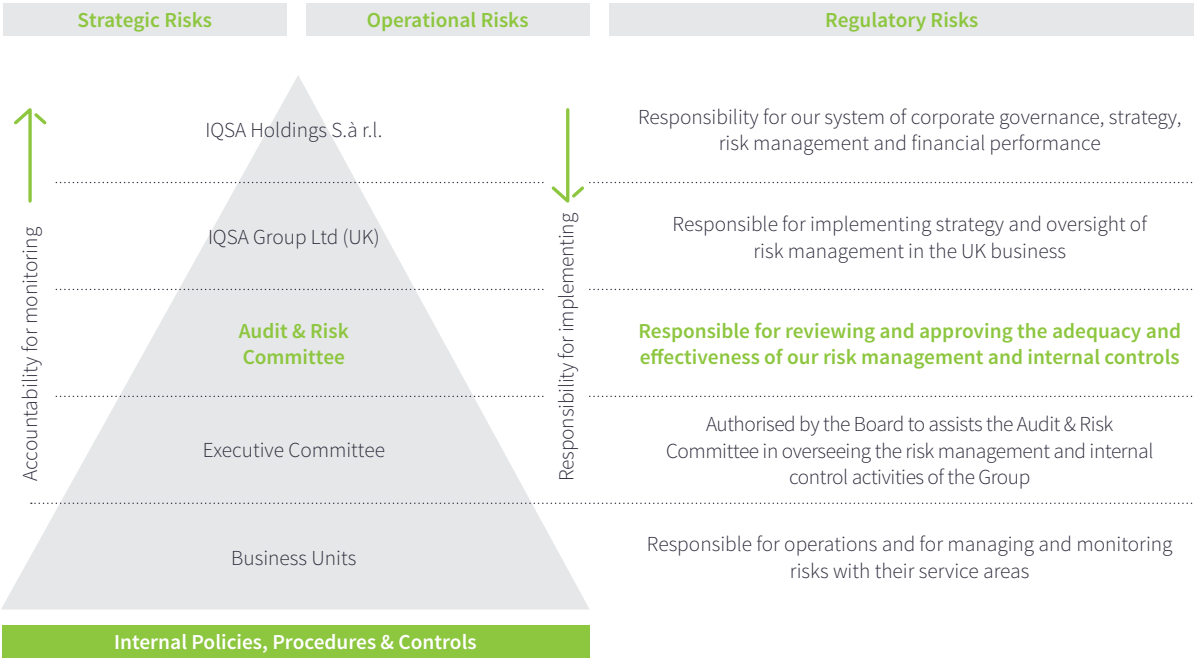 Strategic Risks
Operational Risks
Regulatory Risks
IQSA Holdings S.à r.l.
Responsibility for our system of corporate governance, strategy,
risk management and financial performance
IQSA Group Ltd (UK)
Responsible for implementing strategy and oversight of
risk management in the UK business
Audit & Risk
Committee
Responsible for reviewing and approving the adequacy and
effectiveness of our risk management and internal controls
Executive Committee
Authorised by the Board to assists the Audit & Risk
Committee in overseeing the risk management and internal
control activities of the Group
Business Units
Responsible for operations and for managing and monitoring
risks with their service areas
Accountability for monitoring
Responsibility for implementing
Internal Policies, Procedures & Controls